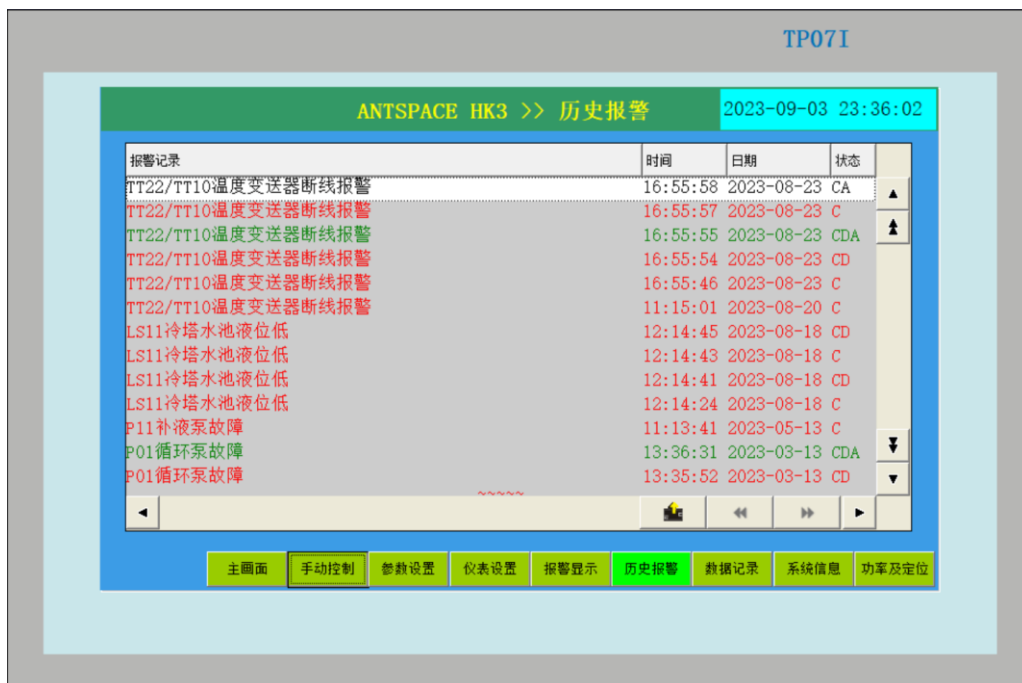 TP07I
ANTSPACE HK3 >> 历史报警 2023-09-03 23:36:02
报警记录 时间 日期 状态
TT22/TT10温度变送器断线报警 16:55:58 2023-08-23 CA
TT22/TT10温度变送器断线报警 16:55:57 2023-08-23 C
TT22/TT10温度变送器断线报警 16:55:55 2023-08-23 CDA
TT22/TT10温度变送器断线报警 16:55:54 2023-08-23 CD
TT22/TT10温度变送器断线报警 16:55:46 2023-08-23 C
TT22/TT10温度变送器断线报警 11:15:01 2023-08-20 C
LS11冷塔水池液位低 12:14:45 2023-08-18 CD
LS11冷塔水池液位低 12:14:43 2023-08-18 C
LS11冷塔水池液位低 12:14:41 2023-08-18 CD
LS11冷塔水池液位低 12:14:24 2023-08-18 C
P11补液泵故障 11:13:41 2023-05-13 C
P01循环泵故障 13:36:31 2023-03-13 CDA
P01循环泵故障 13:35:52 2023-03-13 CD
~~~~~
主画面 手动控制 参数设置 仪表设置 报警显示 历史报警 数据记录 系统信息 功率及定位